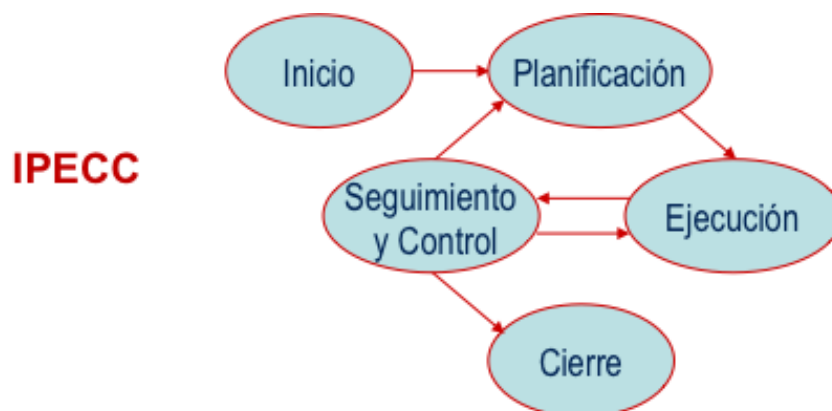 Inicio
Planificación
IPECC
Seguimiento
y Control
Ejecución
Cierre